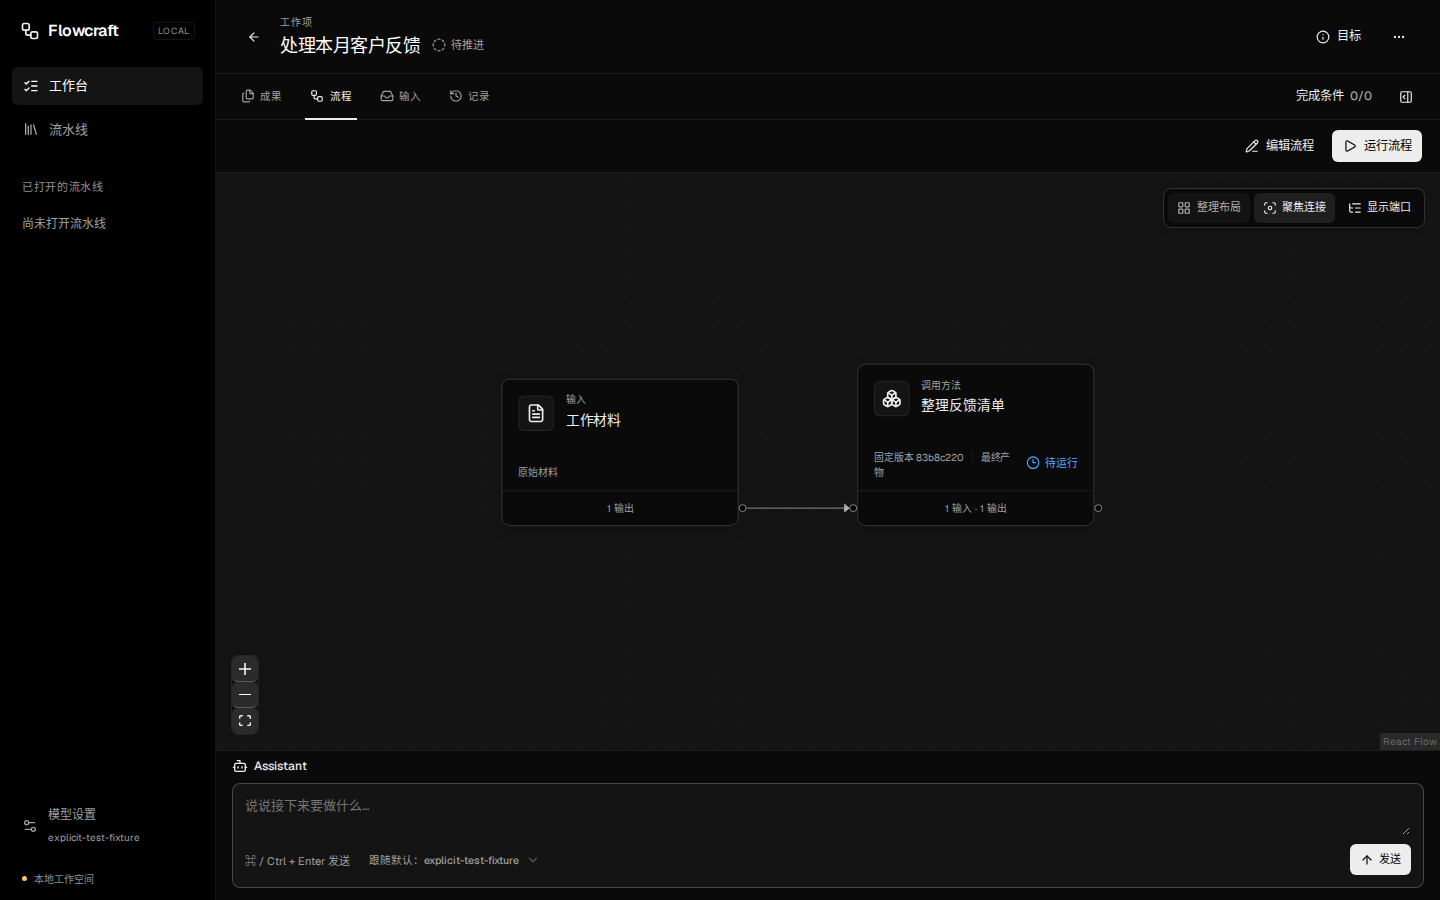 Flowcraft
LOCAL
工作台
流水线
已打开的流水线
尚未打开流水线
模型设置
explicit-test-fixture
本地工作空间
工作项
处理本月客户反馈
待推进
目标
成果
流程
输入
记录
完成条件 0/0
编辑流程
运行流程
整理布局
聚焦连接
显示端口
输入
工作材料
原始材料
1 输出
调用方法
整理反馈清单
固定版本 83b8c220
最终产
物
待运行
1 输入 · 1 输出
React Flow
Assistant
说说接下来要做什么...
⌘ / Ctrl + Enter 发送
跟随默认：explicit-test-fixture
发送